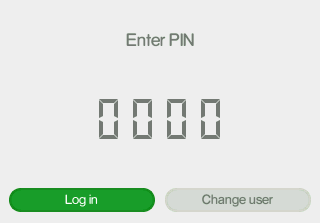 Enter PIN
0000
Log in
Change user